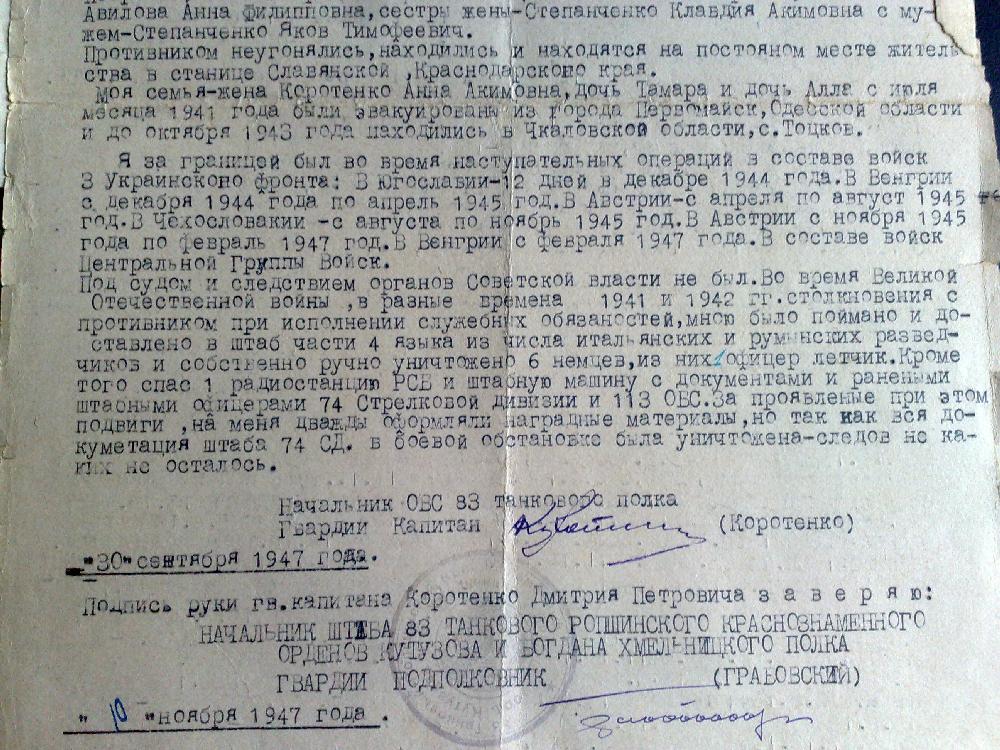 Авилова Анна Филипповна,сестры жены-Степанченко Клавдия Акимовна с му-
жем-Степанченко Яков Тимофеевич.
Противником неугонялись,находились и находятся на постояном месте житель
ства в станице Славянской ,Краснодарского края.
Моя семья-жена Коротенко Анна Акимовна,дочь Тамара и дочь Алла с июля
месяца 1941 года были эвакуированы из города Первомайск,Одесской области
и до октября 1943 года находились в Чкаловской области,с.Тоцков.
Я за границей был во время наступательных операций в составе войск
3 Украинского фронта: В Югославии-12 дней в декабре 1944 года.В Венгрии
с декабря 1944 года по апрель 1945 год.В Австрии-с апреля по август 1945
год.В Чехословакии -с августа по ноябрь 1945 год.В Австрии с ноября 1945
года по февраль 1947 год.В Венгрии с февраля 1947 года.В составе войск
Центральной Группы Войск.
Под судом и следствием органов Советской власти не был.Во время Великой
Отечественной войны ,в разные времена 1941 и 1942 гг.столкновения с
противником при исполнении служебных обязаностей,мною было поймано и до-
ставлено в штаб части 4 языка из числа итальянских и румынских развед-
чиков и собственно ручно уничтожено 6 немцев,из них 1 офицер летчик.Кроме
того спас 1 радиостанцию РСБ и штабную машину с документами и ранеными
штабными офицерами 74 Стрелковой дивизии и 113 ОБС.За проявленые при этом
подвиги ,на меня дважды оформляли наградные материалы,но так как вся до-
куметация штаба 74 СД. в боевой обстановке была уничтожена-следов не ка-
ких не осталось.
Начальник ОВС 83 танкового полка
Гвардии Капитан (Коротенко)
"30"сентября 1947 года.
Подпись руки гв.капитана Коротенко Дмитрия Петровича з а в е р я ю:
НАЧАЛЬНИК ШТАБА 83 ТАНКОВОГО РОПШИНСКОГО КРАСНОЗНАМЕННОГО
ОРДЕНОВ КУТУЗОВА И БОГДАНА ХМЕЛЬНИЦКОГО ПОЛКА
ГВАРДИИ ПОДПОЛКОВНИК (ГРАБОВСКИЙ)
" 10 "ноября 1947 года .